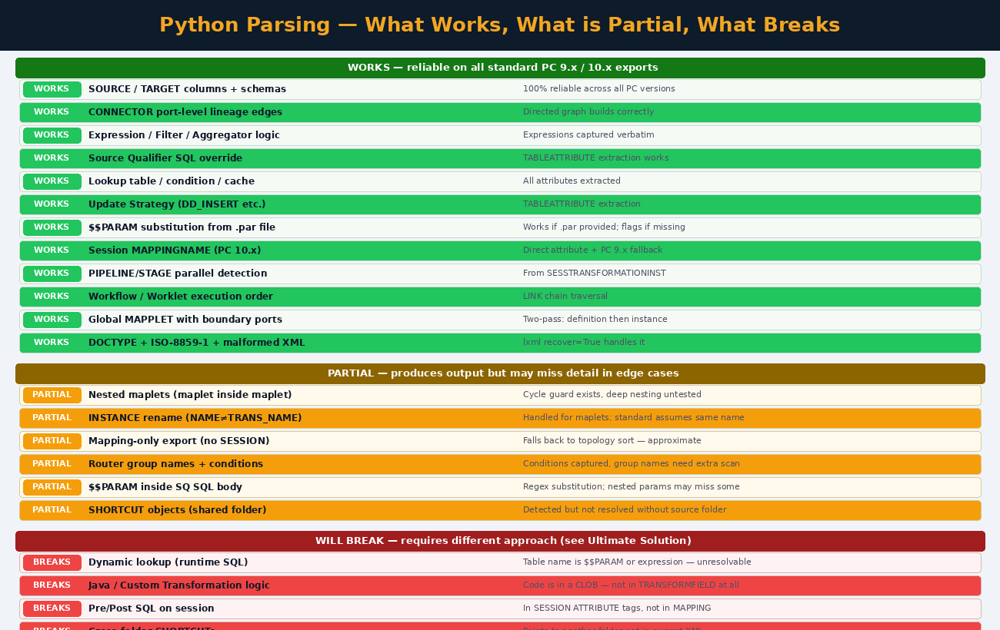 Python Parsing — What Works, What is Partial, What Breaks
WORKS — reliable on all standard PC 9.x / 10.x exports
WORKS SOURCE / TARGET columns + schemas 100% reliable across all PC versions
WORKS CONNECTOR port-level lineage edges Directed graph builds correctly
WORKS Expression / Filter / Aggregator logic Expressions captured verbatim
WORKS Source Qualifier SQL override TABLEATTRIBUTE extraction works
WORKS Lookup table / condition / cache All attributes extracted
WORKS Update Strategy (DD_INSERT etc.) TABLEATTRIBUTE extraction
WORKS $$PARAM substitution from .par file Works if .par provided; flags if missing
WORKS Session MAPPINGNAME (PC 10.x) Direct attribute + PC 9.x fallback
WORKS PIPELINE/STAGE parallel detection From SESSTRANSFORMATIONINST
WORKS Workflow / Worklet execution order LINK chain traversal
WORKS Global MAPPLET with boundary ports Two-pass: definition then instance
WORKS DOCTYPE + ISO-8859-1 + malformed XML lxml recover=True handles it
PARTIAL — produces output but may miss detail in edge cases
PARTIAL Nested maplets (maplet inside maplet) Cycle guard exists, deep nesting untested
PARTIAL INSTANCE rename (NAME≠TRANS_NAME) Handled for maplets; standard assumes same name
PARTIAL Mapping-only export (no SESSION) Falls back to topology sort — approximate
PARTIAL Router group names + conditions Conditions captured, group names need extra scan
PARTIAL $$PARAM inside SQ SQL body Regex substitution; nested params may miss some
PARTIAL SHORTCUT objects (shared folder) Detected but not resolved without source folder
WILL BREAK — requires different approach (see Ultimate Solution)
BREAKS Dynamic lookup (runtime SQL) Table name is $$PARAM or expression — unresolvable
BREAKS Java / Custom Transformation logic Code is in a CLOB — not in TRANSFORMFIELD at all
BREAKS Pre/Post SQL on session In SESSION ATTRIBUTE tags, not in MAPPING
BREAKS Cross-folder SHORTCUTs